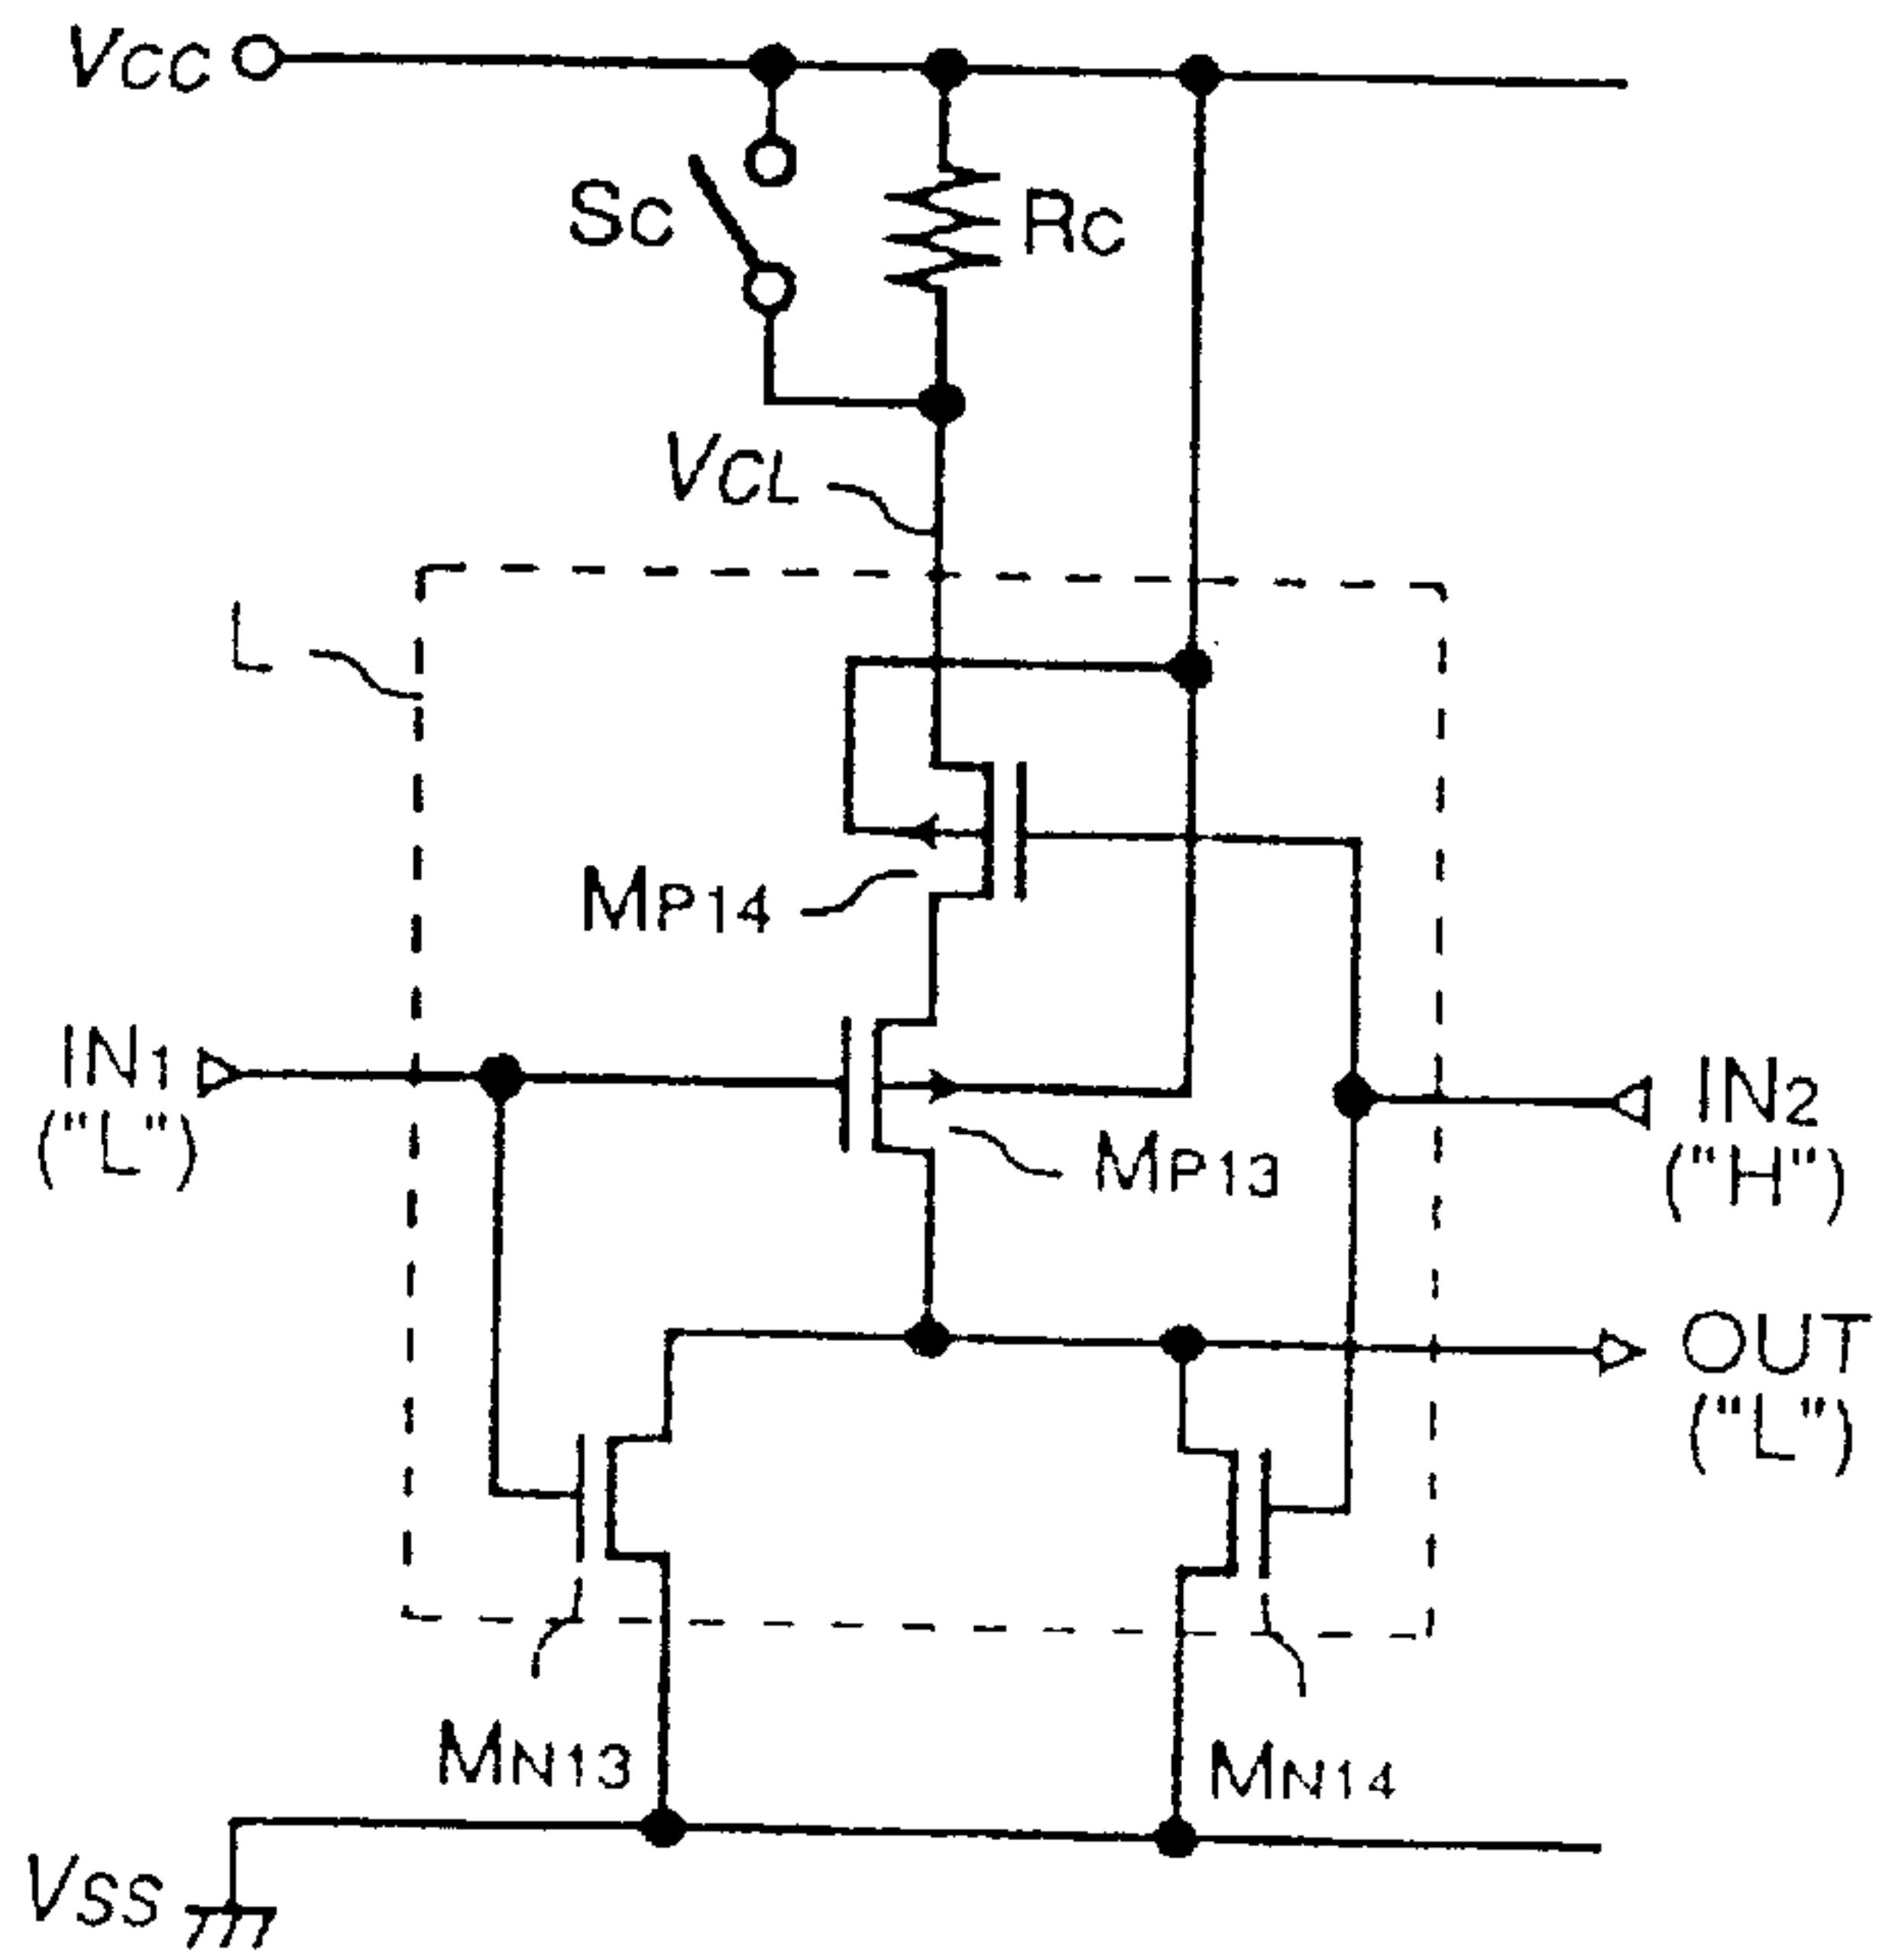 VCC
SC
RC
VCL
L
MP14
IN1
("L")
IN2
("H")
MP13
OUT
("L")
MN13
MN14
VSS